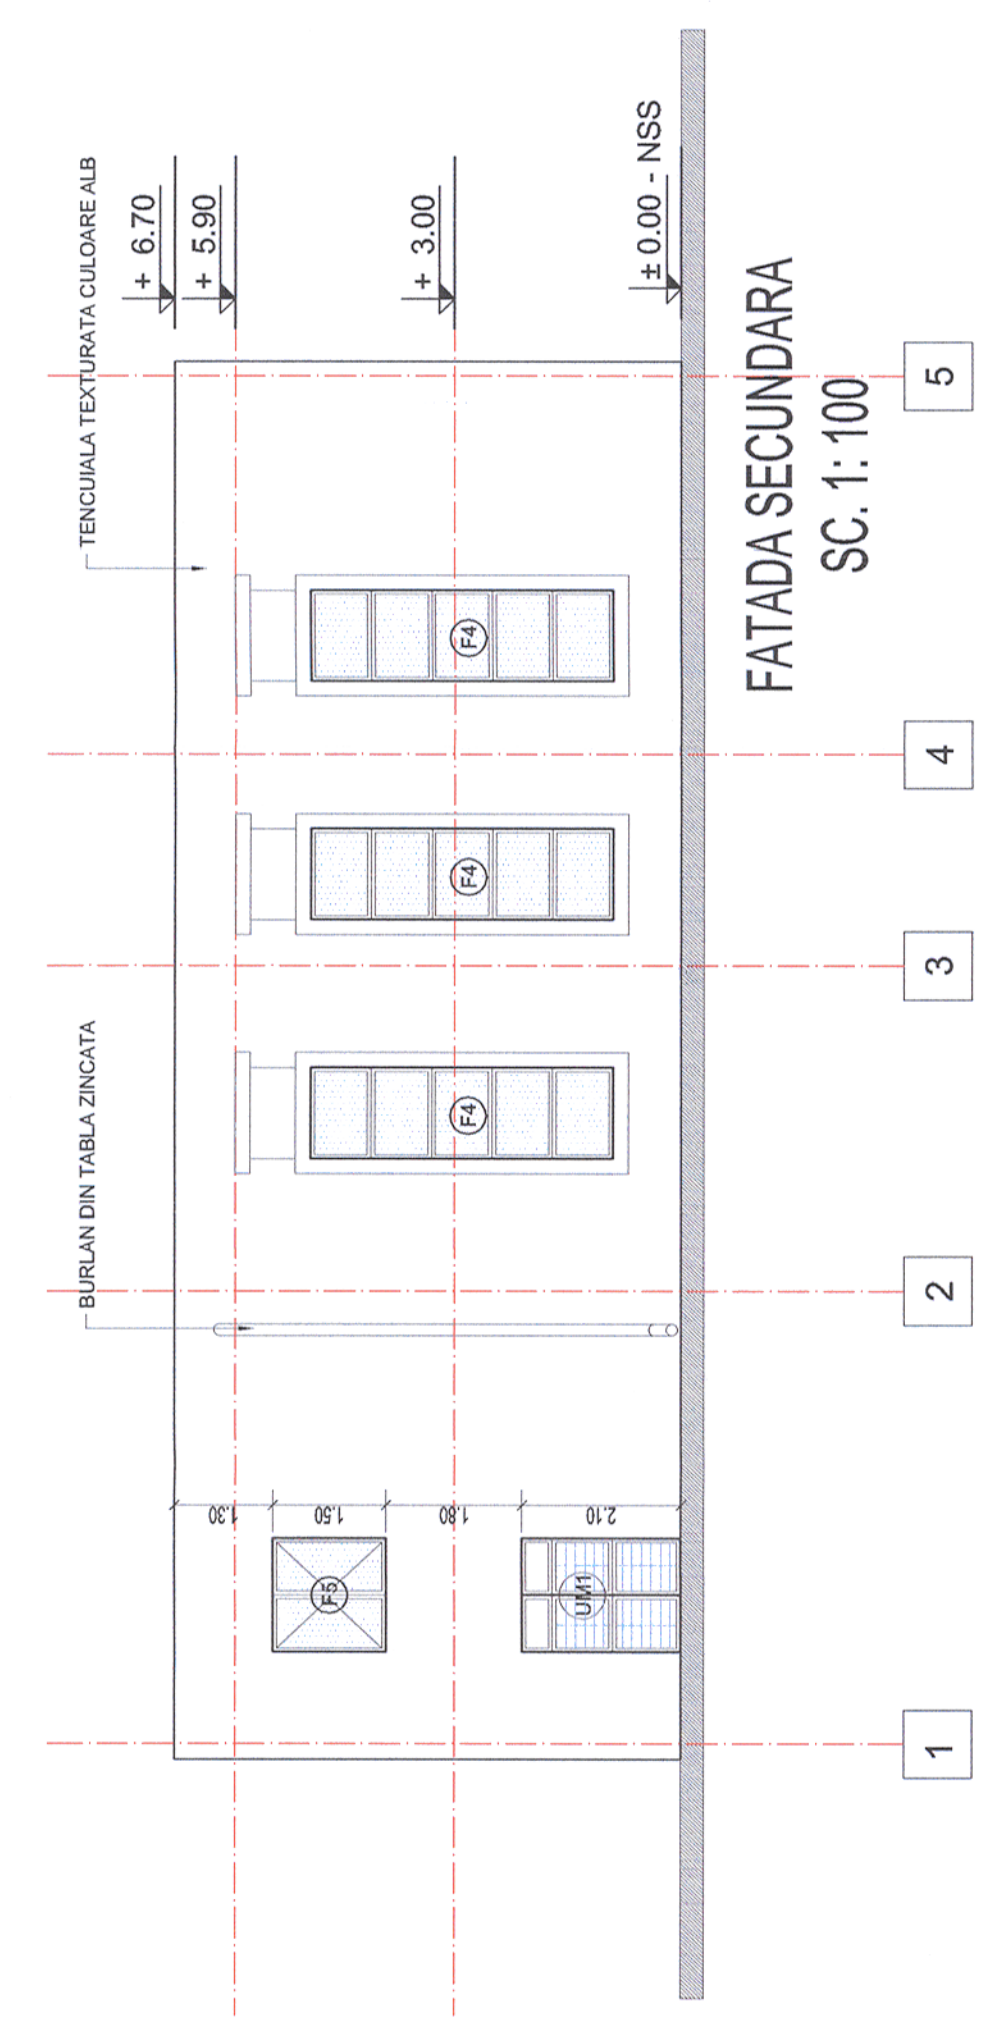 BURLAN DIN TABLA ZINCATA
TENCUIALA TEXTURATA CULOARE ALB
+ 6.70
+ 5.90
+ 3.00
± 0.00 - NSS
1.30
1.50
1.80
2.10
F5
UM1
F4
F4
F4
FATADA SECUNDARA
SC. 1: 100
1
2
3
4
5